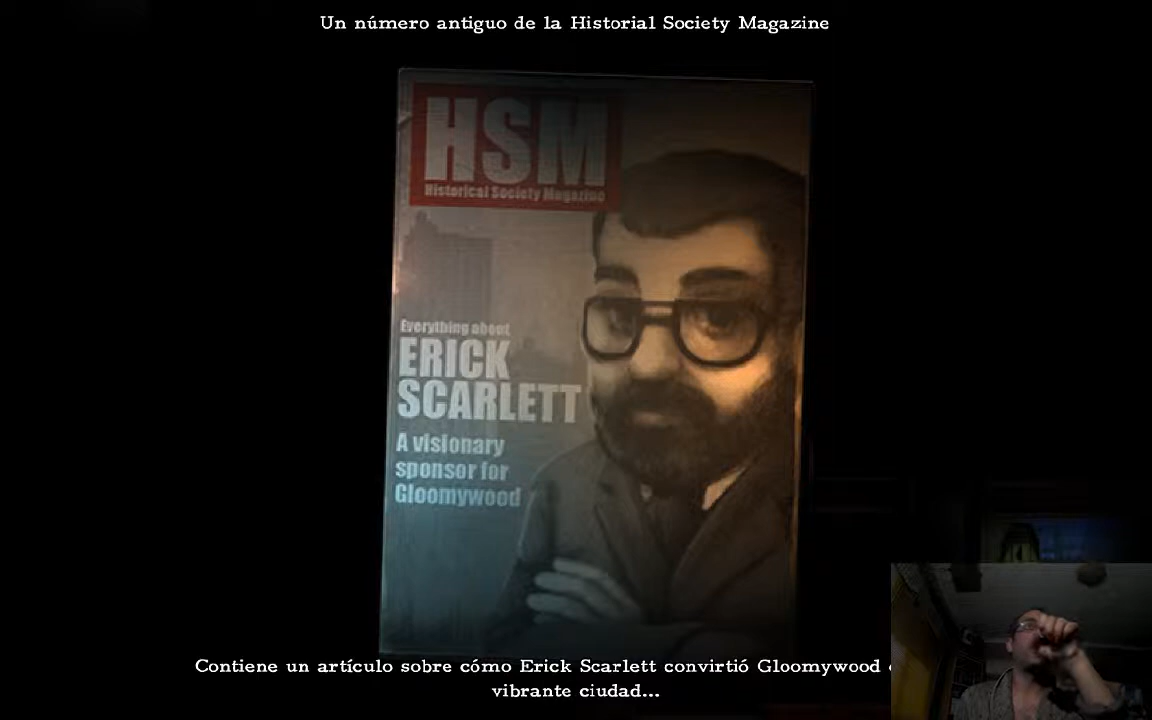 Un número antiguo de la Historial Society Magazine
HSM
Historical Society Magazine
Everything about
ERICK
SCARLETT
A visionary
sponsor for
Gloomywood
Contiene un artículo sobre cómo Erick Scarlett convirtió Gloomywood
vibrante ciudad...